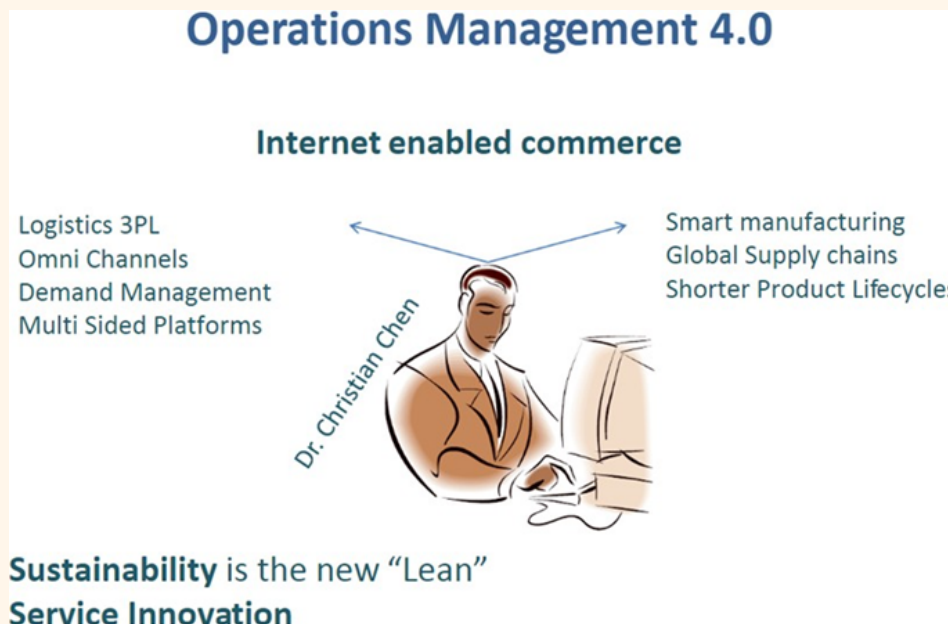 Operations Management 4.0
Internet enabled commerce
Logistics 3PL
Omni Channels
Demand Management
Multi Sided Platforms
Smart manufacturing
Global Supply chains
Shorter Product Lifecycles
Dr. Christian Chen
Sustainability is the new “Lean”
Service Innovation